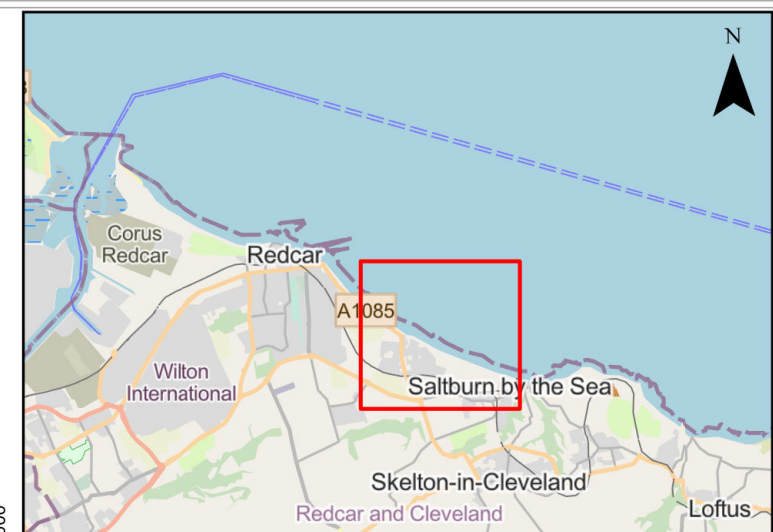 N
Corus
Redcar
Redcar
A1085
Wilton
International
Saltburn by the Sea
Skelton-in-Cleveland
Redcar and Cleveland
Loftus